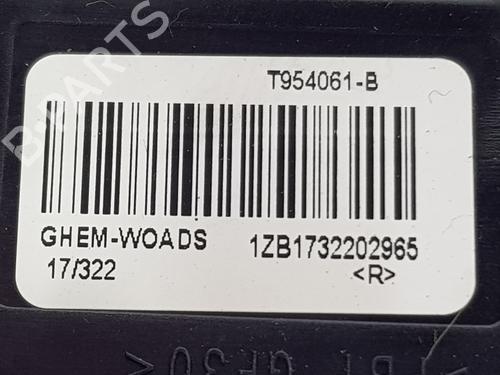 B-PARTS
T954061-B
GHEM-WOADS 1ZB1732202965
17/322 <R>